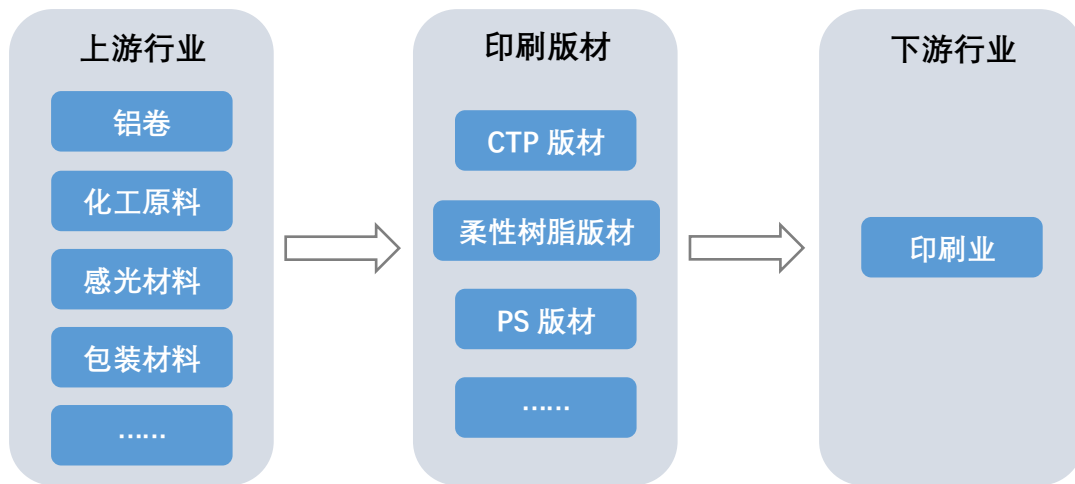 上游行业
铝卷
化工原料
感光材料
包装材料
……
印刷版材
CTP 版材
柔性树脂版材
PS 版材
……
下游行业
印刷业